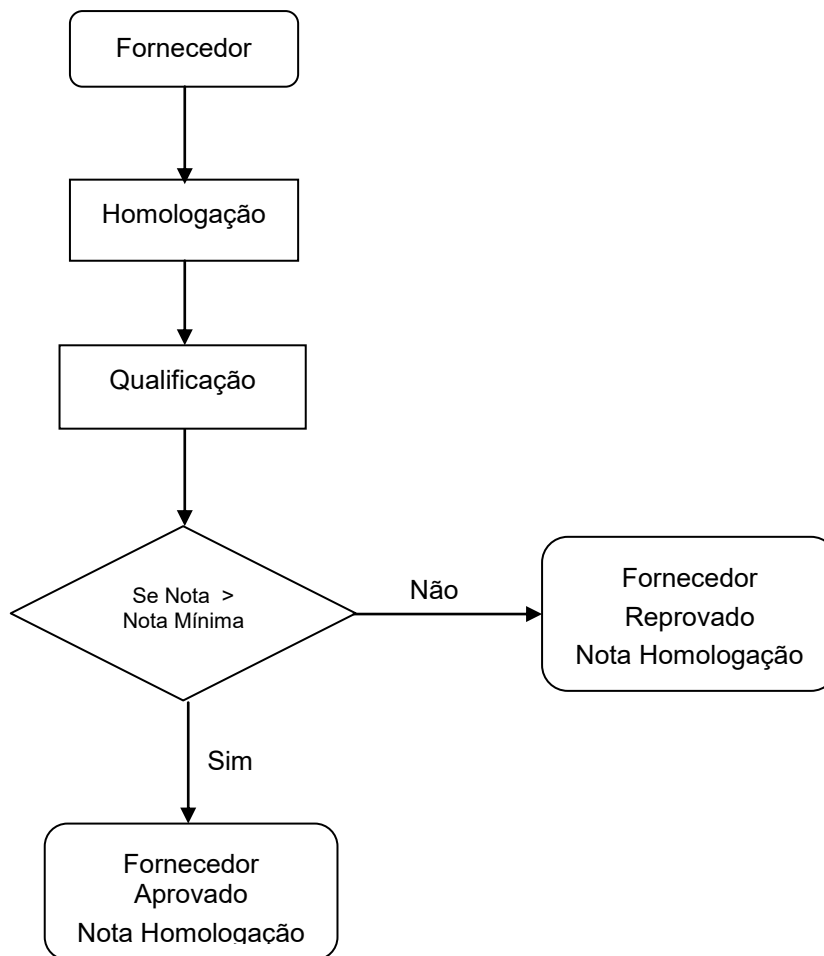 Fornecedor
Homologação
Qualificação
Se Nota >
Nota Mínima
Não
Fornecedor
Reprovado
Nota Homologação
Sim
Fornecedor
Aprovado
Nota Homologação